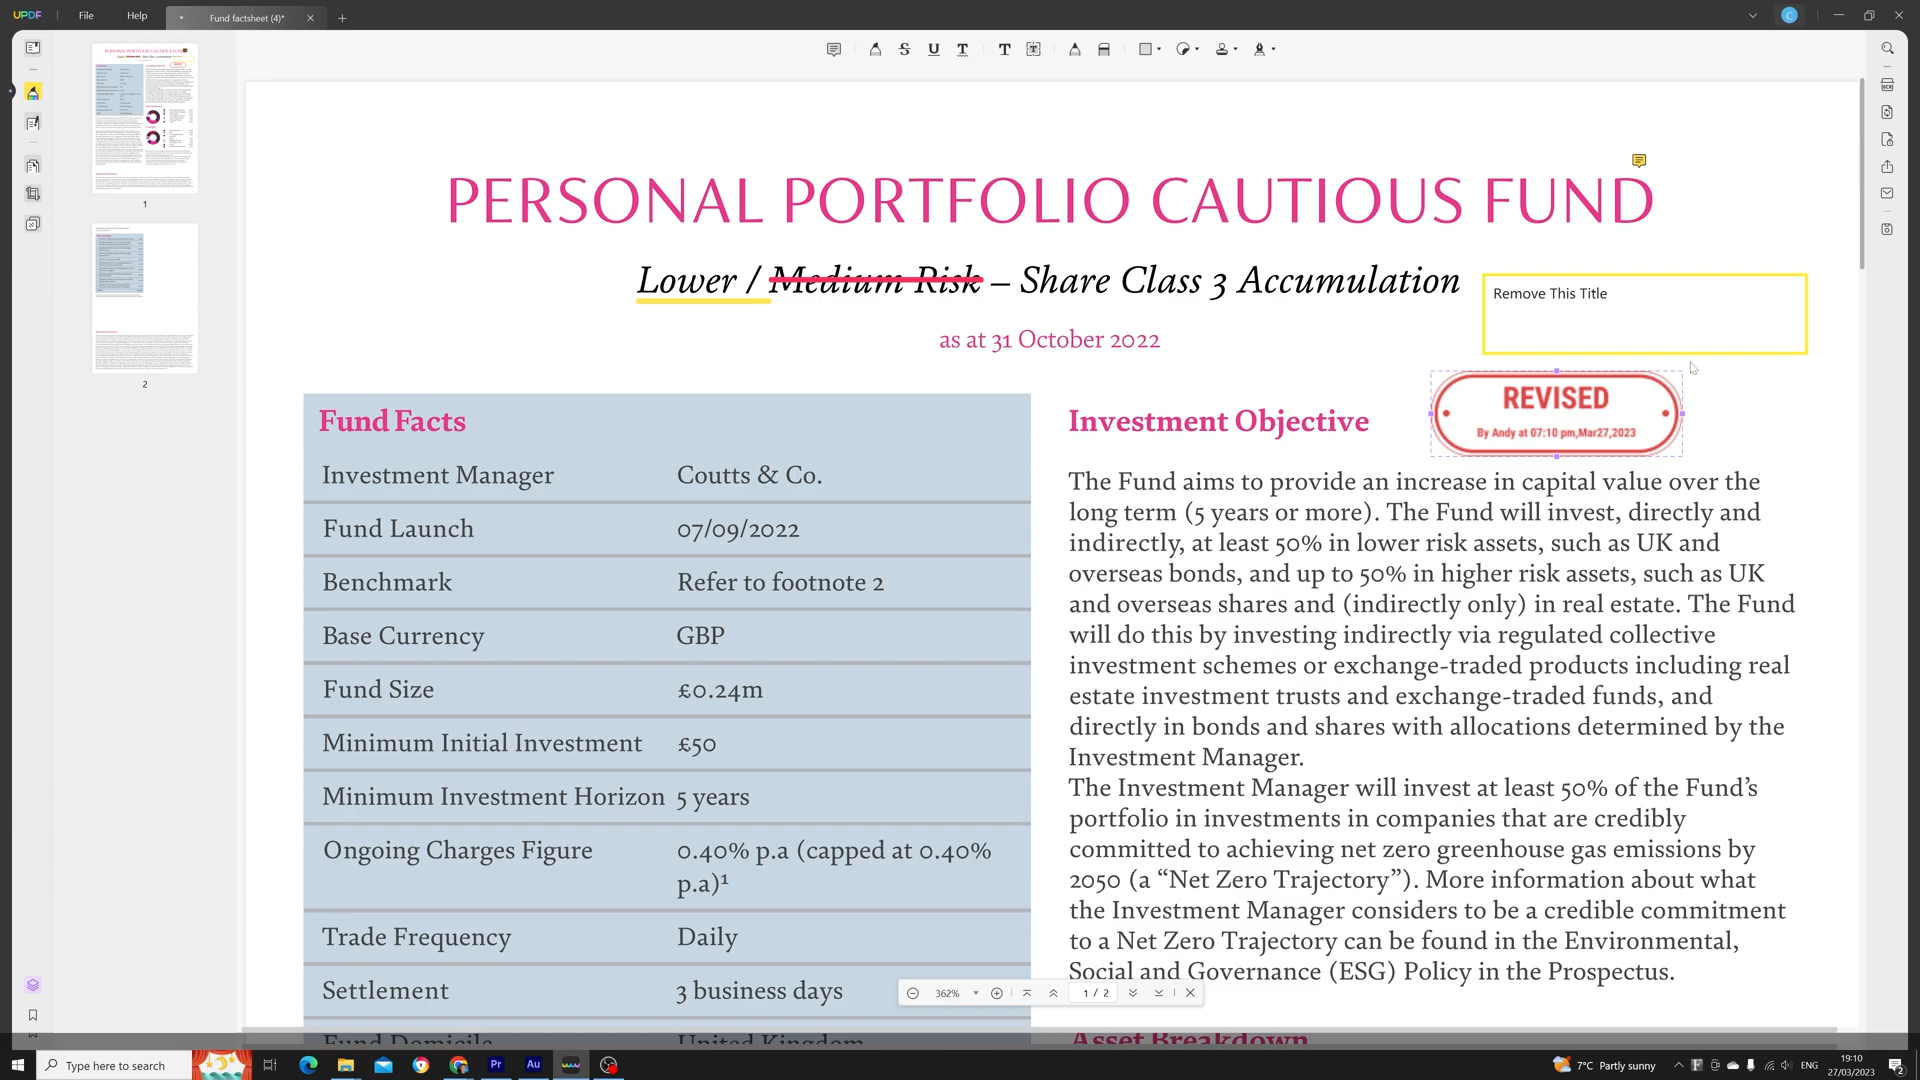 UPDF
File
Help
Fund factsheet (4)*
PERSONAL PORTFOLIO CAUTIOUS FUND
Lower / Medium Risk – Share Class 3 Accumulation
Remove This Title
as at 31 October 2022
REVISED
By Andy at 07:10 pm,Mar27,2023
Fund Facts
Investment Manager Coutts & Co.
Fund Launch 07/09/2022
Benchmark Refer to footnote 2
Base Currency GBP
Fund Size £0.24m
Minimum Initial Investment £50
Minimum Investment Horizon 5 years
Ongoing Charges Figure 0.40% p.a (capped at 0.40%
p.a)¹
Trade Frequency Daily
Settlement 3 business days
Fund Domicile United Kingdom
Investment Objective
The Fund aims to provide an increase in capital value over the
long term (5 years or more). The Fund will invest, directly and
indirectly, at least 50% in lower risk assets, such as UK and
overseas bonds, and up to 50% in higher risk assets, such as UK
and overseas shares and (indirectly only) in real estate. The Fund
will do this by investing indirectly via regulated collective
investment schemes or exchange-traded products including real
estate investment trusts and exchange-traded funds, and
directly in bonds and shares with allocations determined by the
Investment Manager.
The Investment Manager will invest at least 50% of the Fund’s
portfolio in investments in companies that are credibly
committed to achieving net zero greenhouse gas emissions by
2050 (a “Net Zero Trajectory”). More information about what
the Investment Manager considers to be a credible commitment
to a Net Zero Trajectory can be found in the Environmental,
Social and Governance (ESG) Policy in the Prospectus.
Asset Breakdown
1
2
362%
1 / 2
Type here to search
Pr
Au
7°C Partly sunny
ENG
19:10
27/03/2023